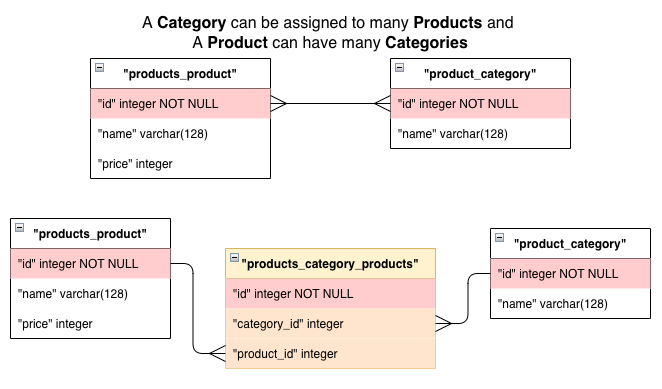 A Category can be assigned to many Products and
A Product can have many Categories
"products_product"
"id" integer NOT NULL
"name" varchar(128)
"price" integer
"product_category"
"id" integer NOT NULL
"name" varchar(128)
"products_product"
"id" integer NOT NULL
"name" varchar(128)
"price" integer
"products_category_products"
"id" integer NOT NULL
"category_id" integer
"product_id" integer
"product_category"
"id" integer NOT NULL
"name" varchar(128)